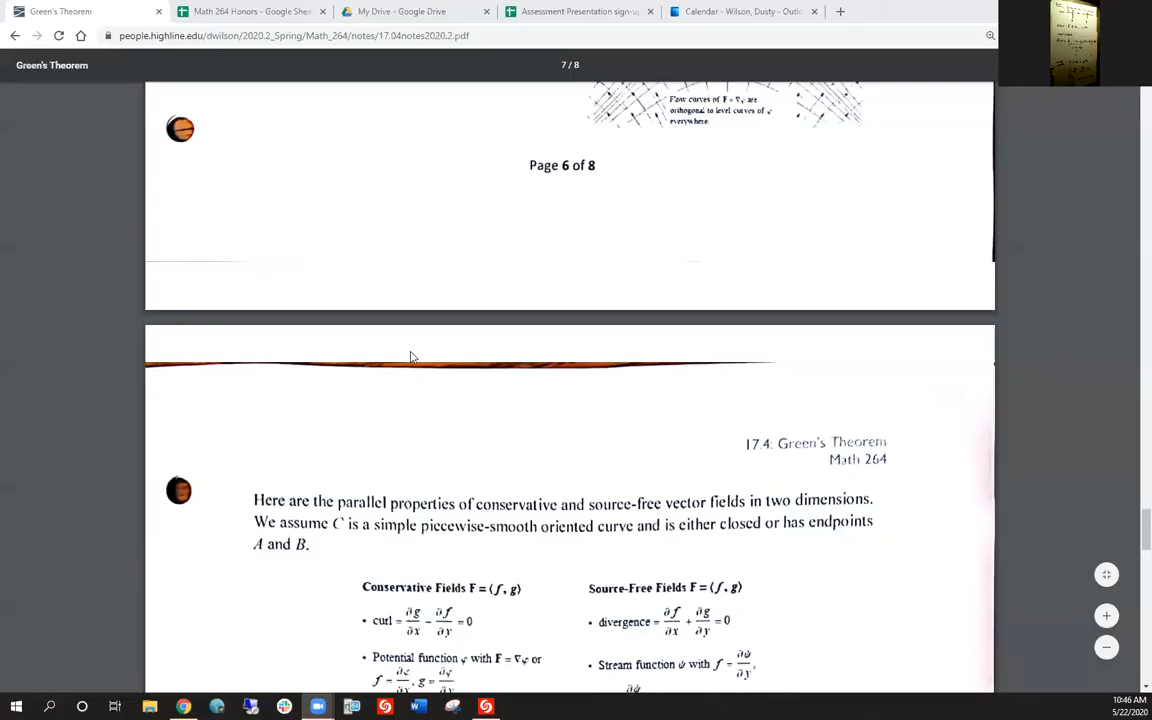 Green's Theorem
Math 264 Honors - Google She
My Drive - Google Drive
Assessment Presentation sign-u
Calendar - Wilson, Dusty - Outlo
people.highline.edu/dwilson/2020.2_Spring/Math_264/notes/17.04notes2020.2.pdf
Green's Theorem
7 / 8
Flow curves of F = ∇φ are
orthogonal to level curves of φ
everywhere.
Page 6 of 8
17.4: Green's Theorem
Math 264
Here are the parallel properties of conservative and source-free vector fields in two dimensions.
We assume C is a simple piecewise-smooth oriented curve and is either closed or has endpoints
A and B.
Conservative Fields F = ⟨f, g⟩
• curl = ∂g/∂x − ∂f/∂y = 0
• Potential function φ with F = ∇φ or
f = ∂φ/∂x, g = ∂φ/∂y
Source-Free Fields F = ⟨f, g⟩
• divergence = ∂f/∂x + ∂g/∂y = 0
• Stream function ψ with f = ∂ψ/∂y,
∂ψ
10:46 AM
5/22/2020